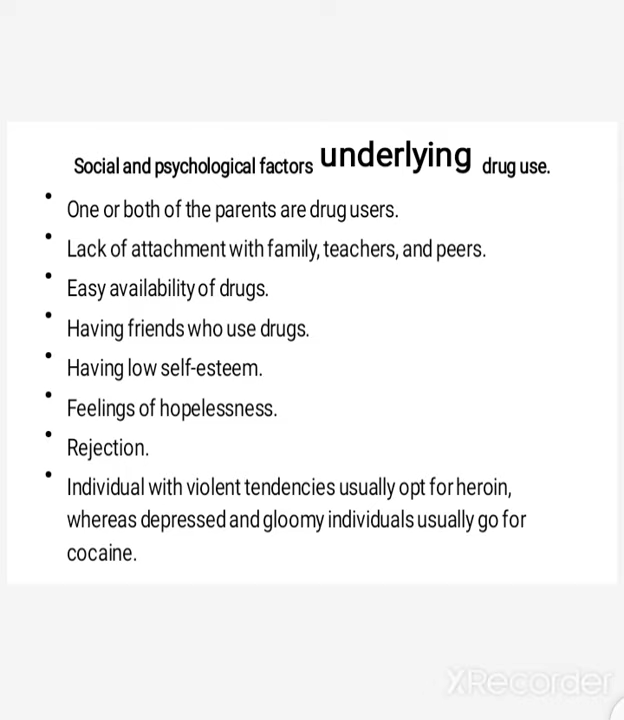 Social and psychological factors underlying drug use.
• One or both of the parents are drug users.
• Lack of attachment with family, teachers, and peers.
• Easy availability of drugs.
• Having friends who use drugs.
• Having low self-esteem.
• Feelings of hopelessness.
• Rejection.
• Individual with violent tendencies usually opt for heroin,
whereas depressed and gloomy individuals usually go for
cocaine.
XRecorder